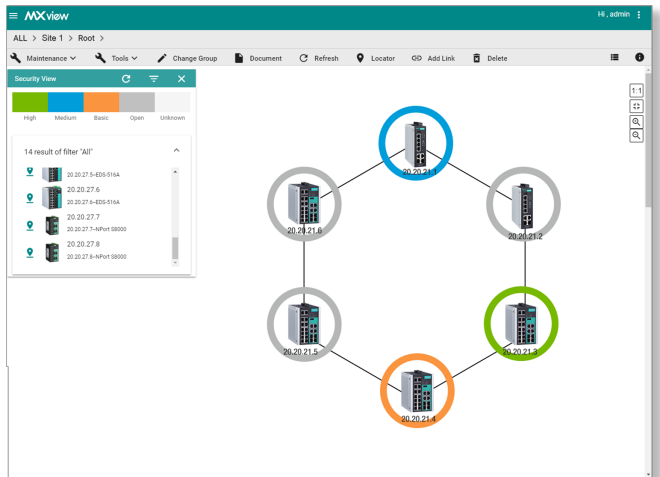 MXview
Hi , admin
ALL > Site 1 > Root >
Maintenance Tools Change Group Document Refresh Locator Add Link Delete
Security View
High Medium Basic Open Unknown
14 result of filter "All"
20.20.27.5–EDS-516A
20.20.27.6
20.20.27.6–EDS-516A
20.20.27.7
20.20.27.7–NPort S8000
20.20.27.8
20.20.27.8–NPort S8000
1:1
20.20.21.1
20.20.21.6
20.20.21.2
20.20.21.5
20.20.21.3
20.20.21.4